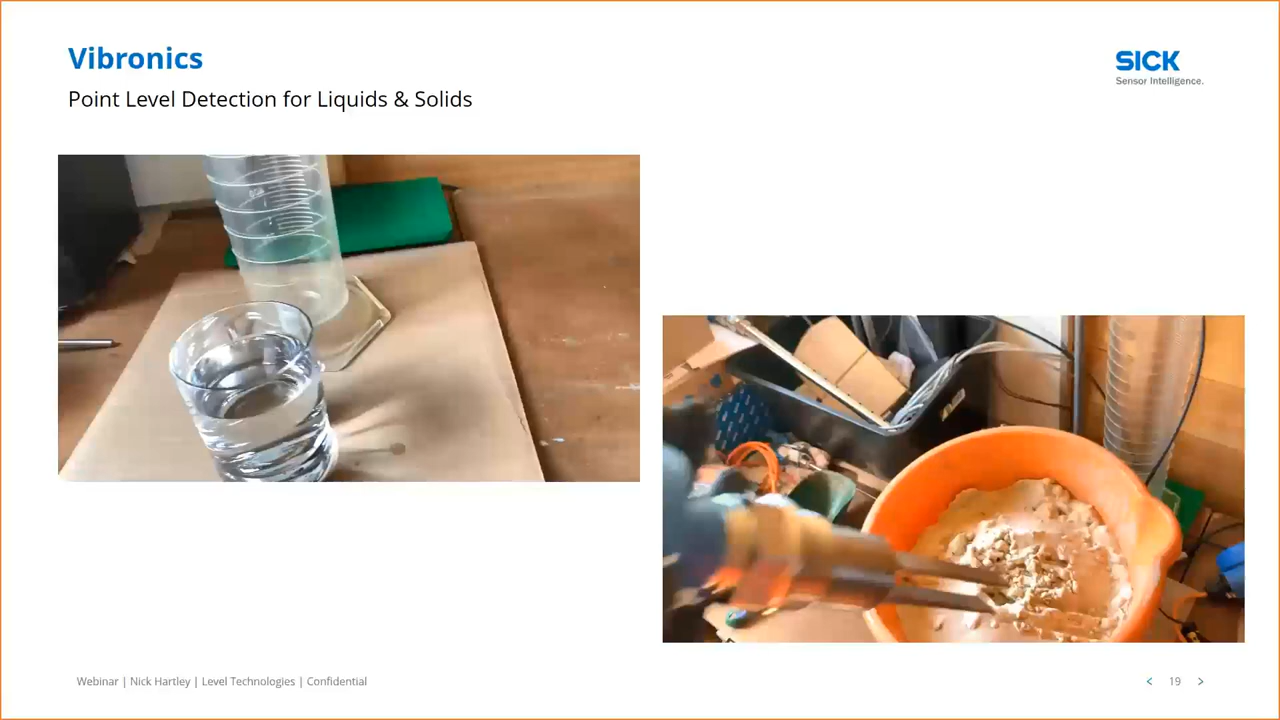 Vibronics
Point Level Detection for Liquids & Solids
SICK
Sensor Intelligence.
Webinar | Nick Hartley | Level Technologies | Confidential
< 19 >